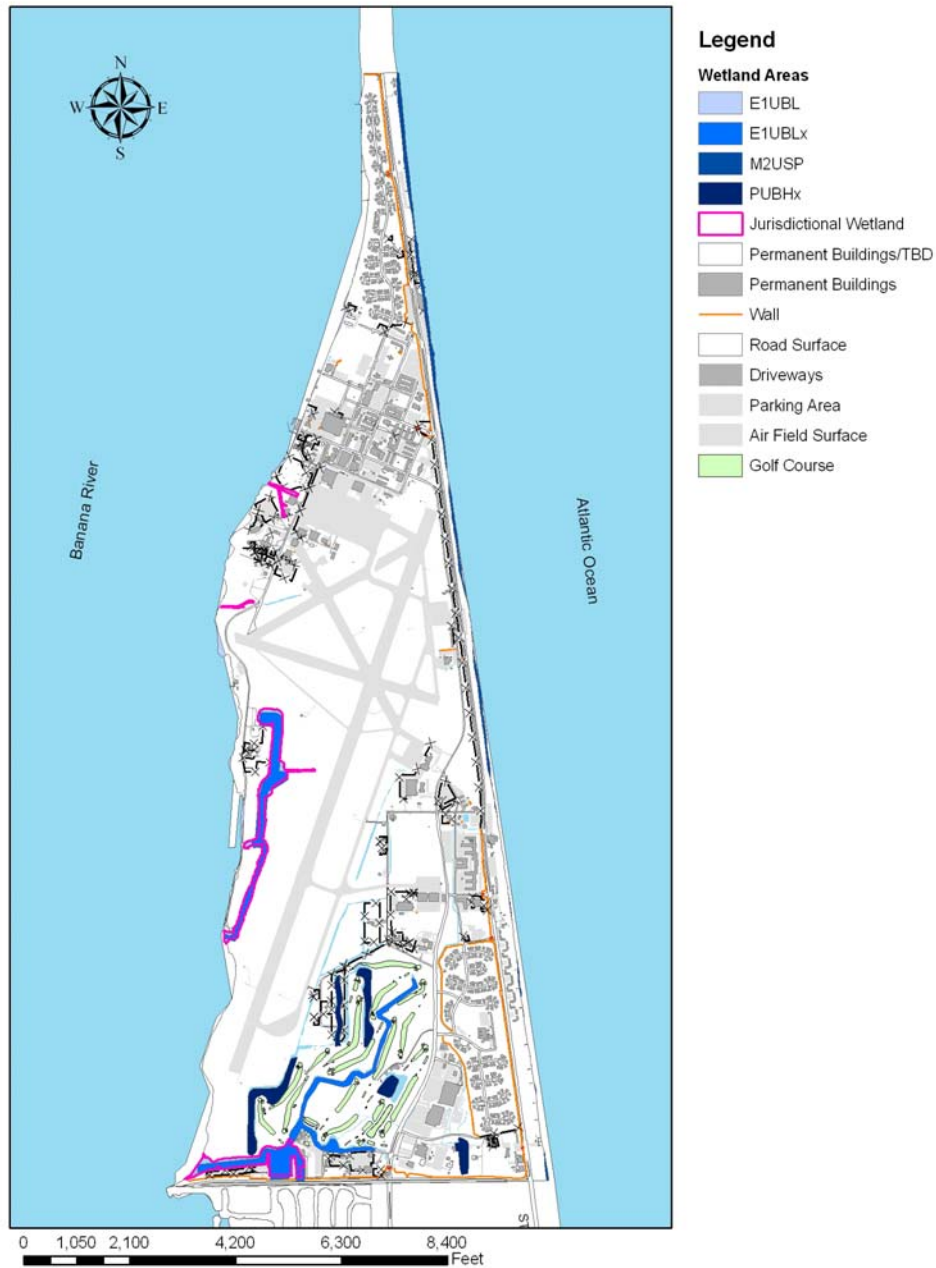 N
W E
S
Banana River
Atlantic Ocean
AS
0 1,050 2,100 4,200 6,300 8,400
Feet
Legend
Wetland Areas
E1UBL
E1UBLx
M2USP
PUBHx
Jurisdictional Wetland
Permanent Buildings/TBD
Permanent Buildings
Wall
Road Surface
Driveways
Parking Area
Air Field Surface
Golf Course